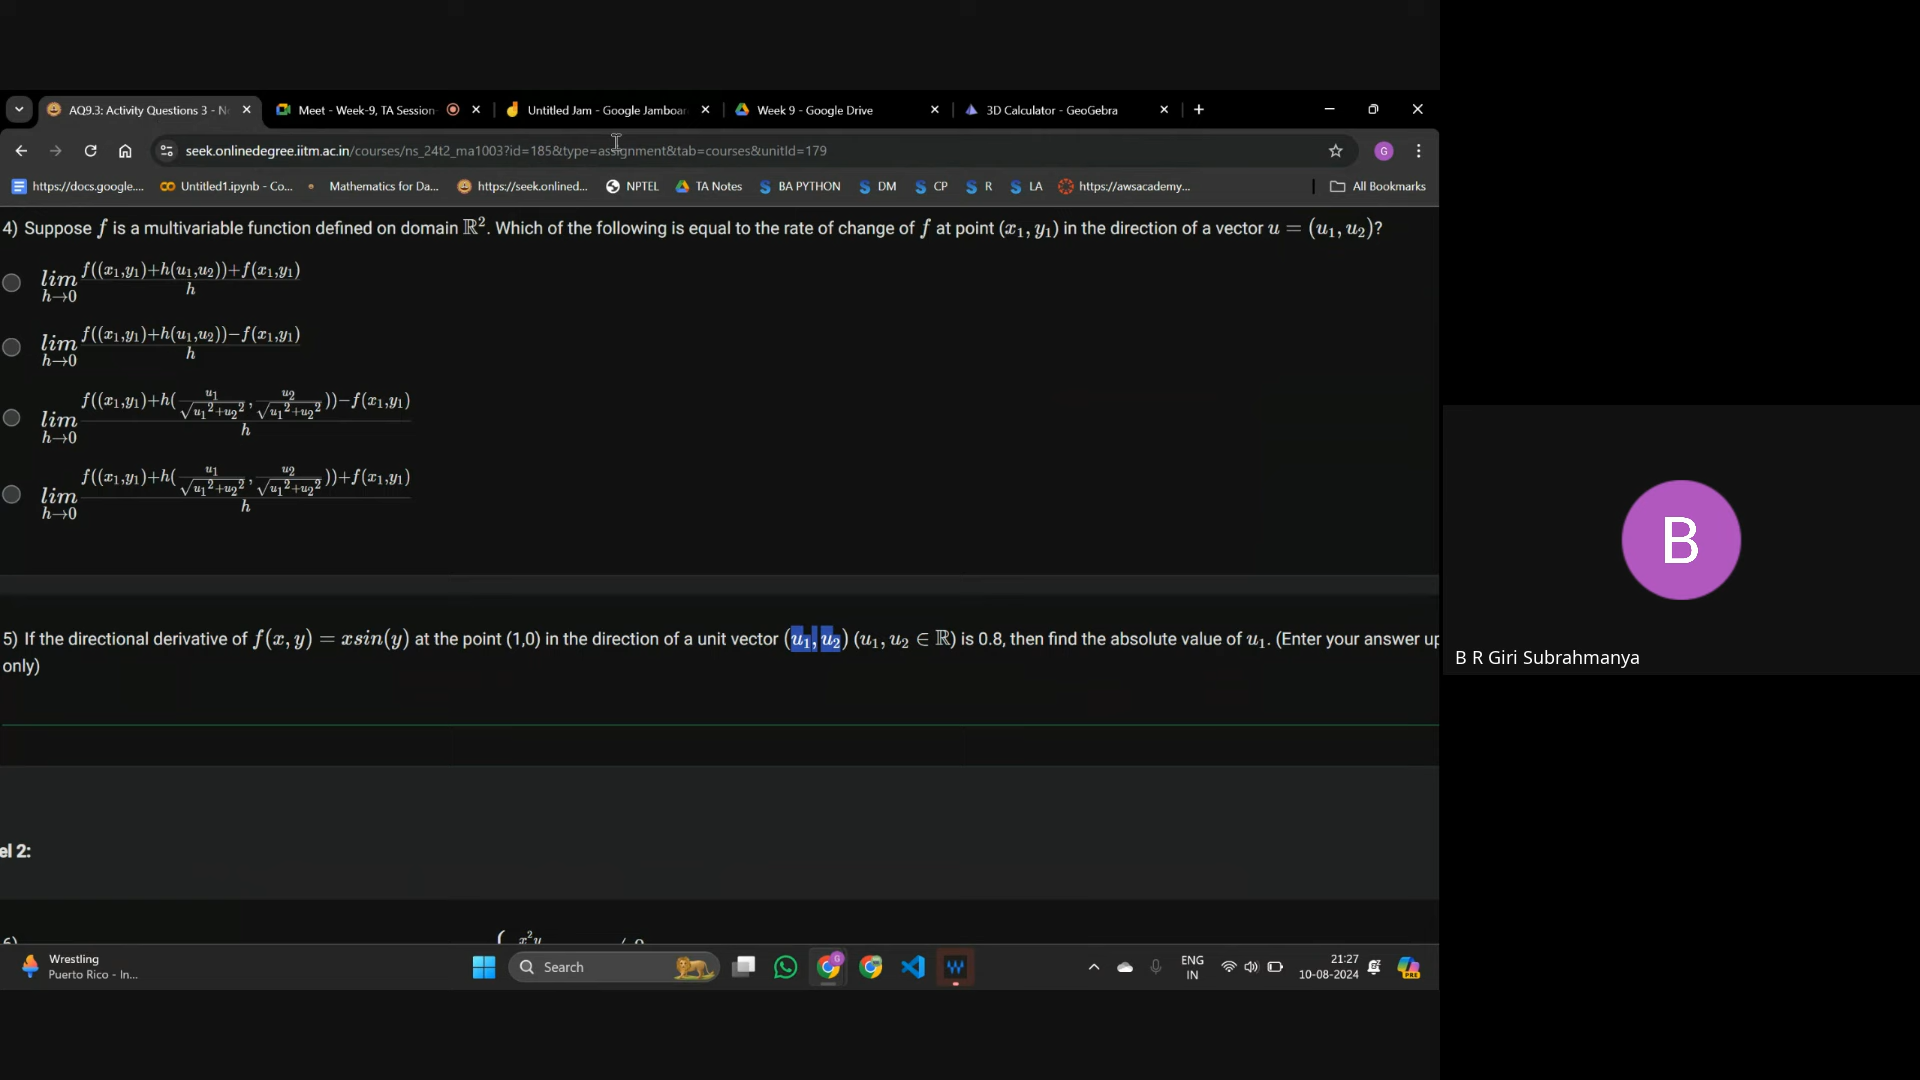 AQ9.3: Activity Questions 3 - N
Meet - Week-9, TA Session
Untitled Jam - Google Jamboar
Week 9 - Google Drive
3D Calculator - GeoGebra
seek.onlinedegree.iitm.ac.in/courses/ns_24t2_ma1003?id=185&type=assignment&tab=courses&unitId=179
G
https://docs.google....
Untitled1.ipynb - Co...
Mathematics for Da...
https://seek.onlined...
NPTEL
TA Notes
BA PYTHON
DM
CP
R
LA
https://awsacademy...
All Bookmarks
4) Suppose f is a multivariable function defined on domain ℝ². Which of the following is equal to the rate of change of f at point (x₁, y₁) in the direction of a vector u = (u₁, u₂)?
lim h→0 f((x₁,y₁)+h(u₁,u₂))+f(x₁,y₁) / h
lim h→0 f((x₁,y₁)+h(u₁,u₂))−f(x₁,y₁) / h
lim h→0 f((x₁,y₁)+h(u₁/√(u₁²+u₂²), u₂/√(u₁²+u₂²)))−f(x₁,y₁) / h
lim h→0 f((x₁,y₁)+h(u₁/√(u₁²+u₂²), u₂/√(u₁²+u₂²)))+f(x₁,y₁) / h
5) If the directional derivative of f(x, y) = xsin(y) at the point (1,0) in the direction of a unit vector (u₁, u₂) (u₁, u₂ ∈ ℝ) is 0.8, then find the absolute value of u₁. (Enter your answer up
only)
el 2:
x²y
B
B R Giri Subrahmanya
Wrestling
Puerto Rico - In...
Search
ENG
IN
21:27
10-08-2024
PRE